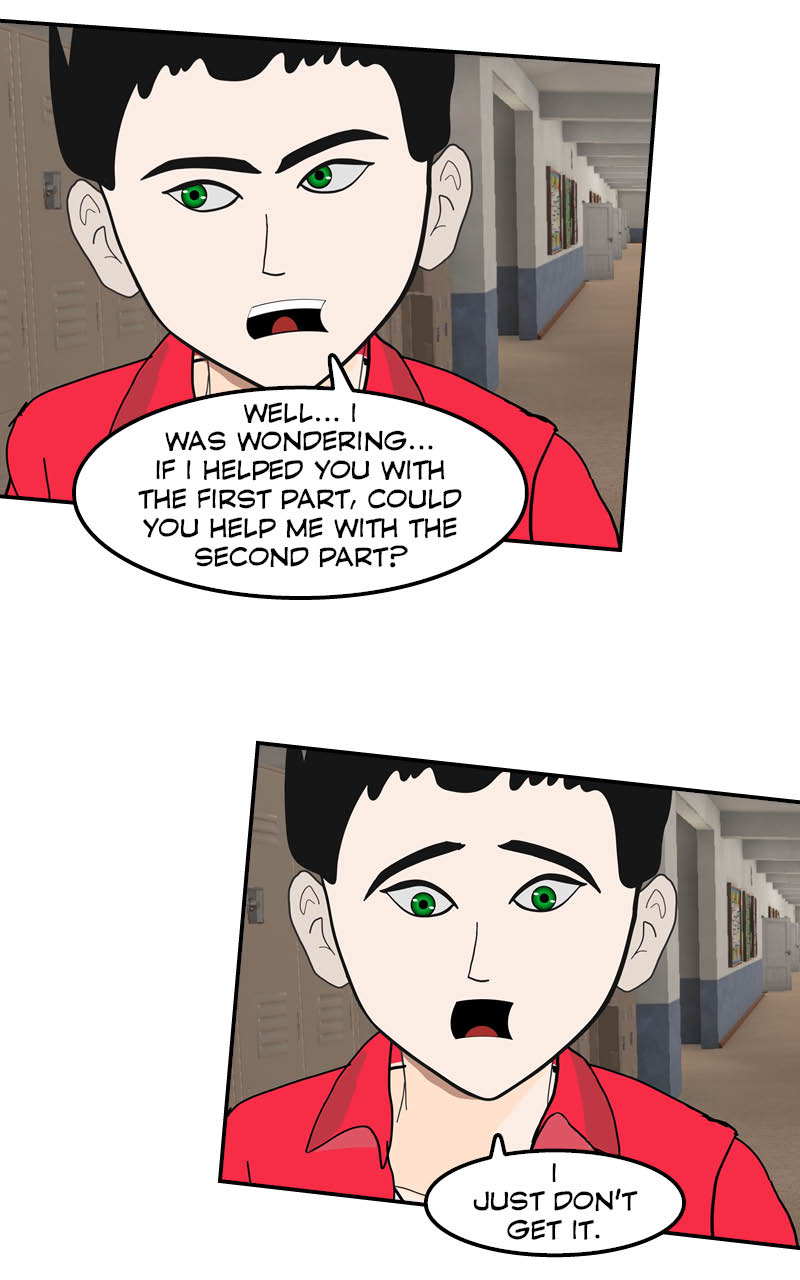 WELL... I
WAS WONDERING...
IF I HELPED YOU WITH
THE FIRST PART, COULD
YOU HELP ME WITH THE
SECOND PART?
I
JUST DON'T
GET IT.